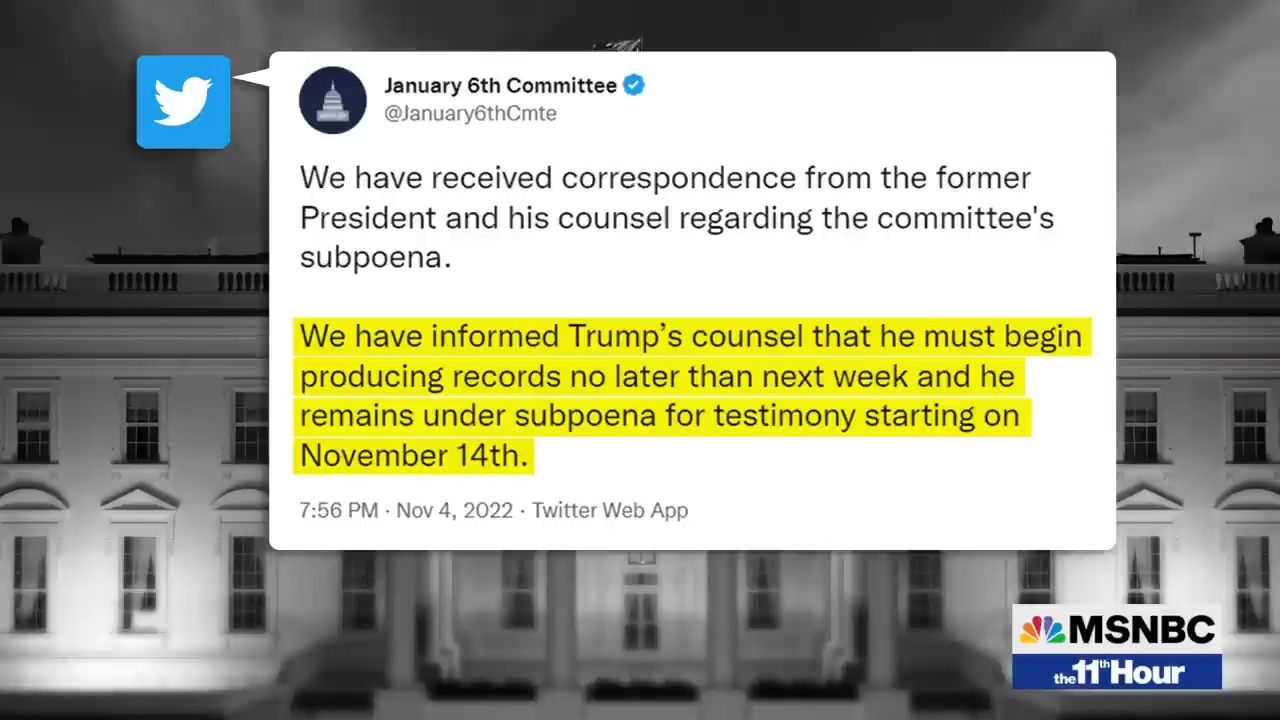 January 6th Committee
@January6thCmte
We have received correspondence from the former
President and his counsel regarding the committee's
subpoena.
We have informed Trump’s counsel that he must begin
producing records no later than next week and he
remains under subpoena for testimony starting on
November 14th.
7:56 PM · Nov 4, 2022 · Twitter Web App
MSNBC
the 11th Hour